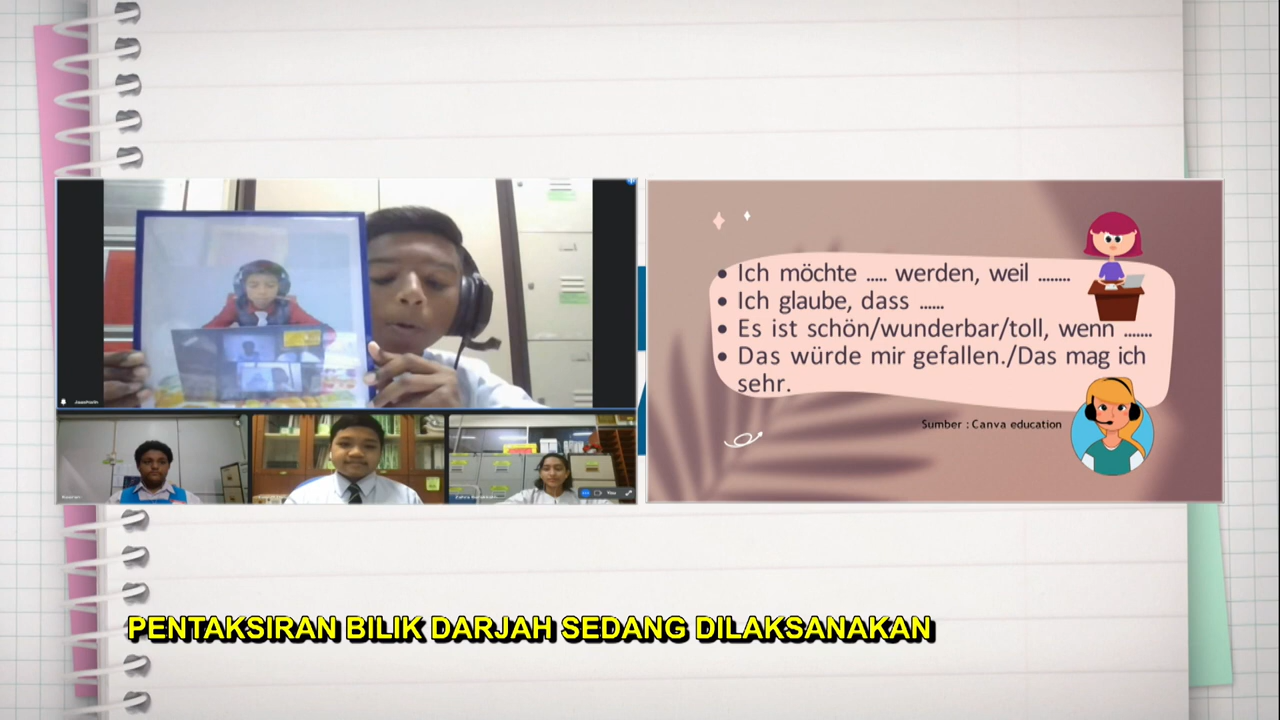 • Ich möchte ..... werden, weil ........
• Ich glaube, dass ......
• Es ist schön/wunderbar/toll, wenn .......
• Das würde mir gefallen./Das mag ich
sehr.
Sumber : Canva education
You
PENTAKSIRAN BILIK DARJAH SEDANG DILAKSANAKAN